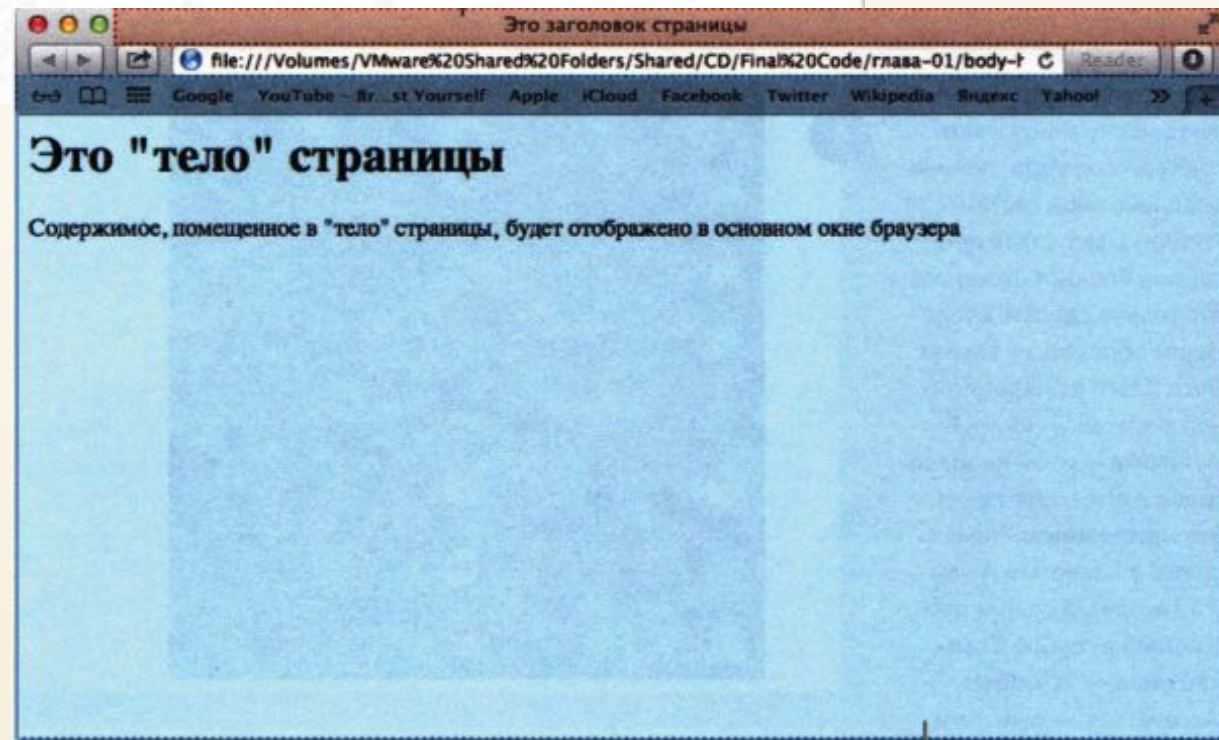 Это заголовок страницы
file:///Volumes/VMware%20Shared%20Folders/Shared/CD/Final%20Code/глава-01/body-h Reader
Google YouTube – Br...st Yourself Apple iCloud Facebook Twitter Wikipedia Яндекс Yahoo! >>
Это "тело" страницы
Содержимое, помещенное в "тело" страницы, будет отображено в основном окне браузера